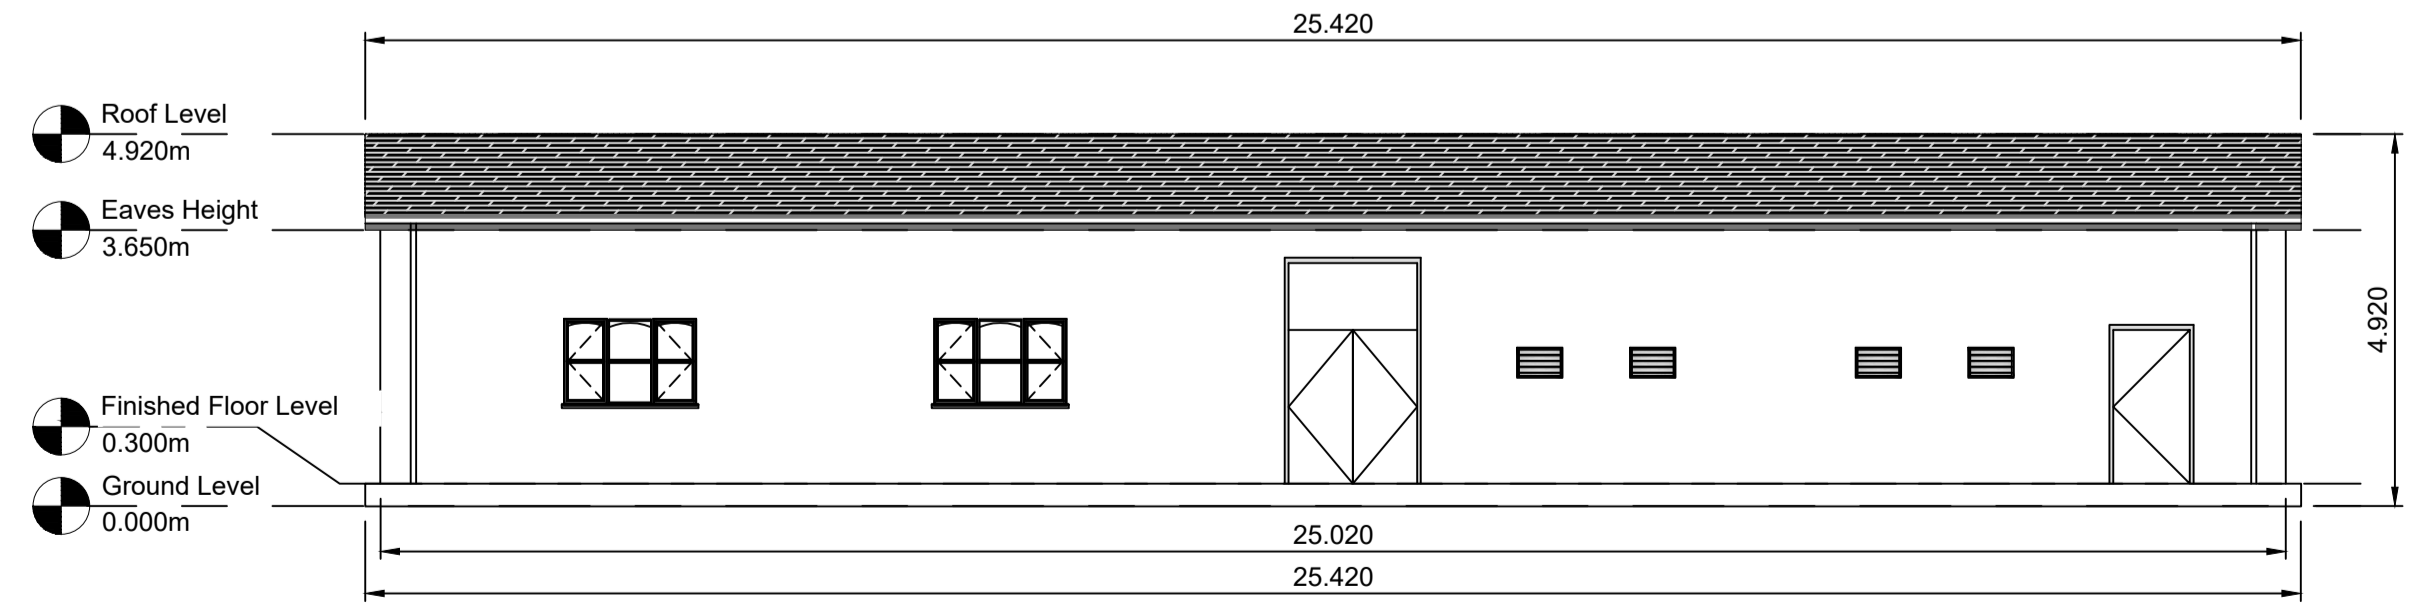 25.420
Roof Level
4.920m
Eaves Height
3.650m
4.920
Finished Floor Level
0.300m
Ground Level
0.000m
25.020
25.420